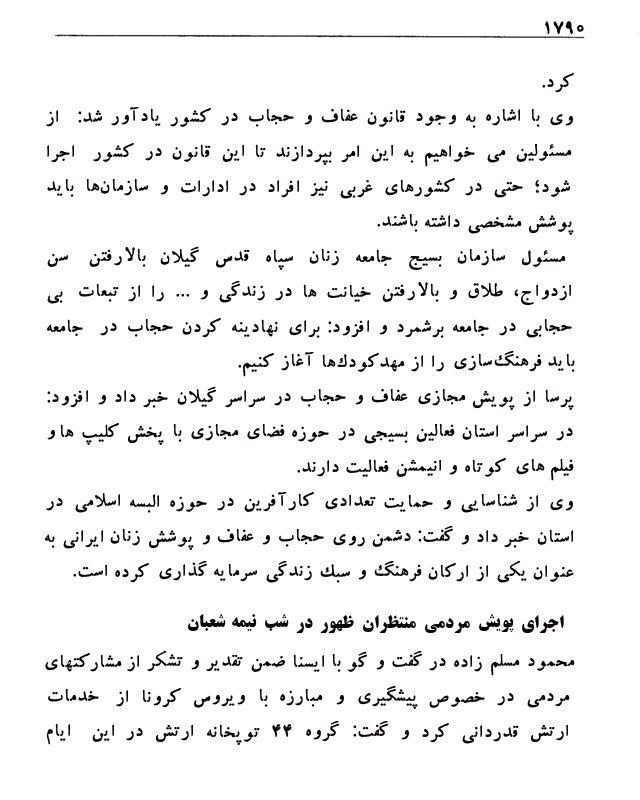 ۱۷۹۰
کرد.
وی با اشاره به وجود قانون عفاف و حجاب در کشور یادآور شد: از
مسئولین می خواهیم به این امر بپردازند تا این قانون در کشور اجرا
شود؛ حتی در کشورهای غربی نیز افراد در ادارات و سازمان‌ها باید
پوشش مشخصی داشته باشند.
مسئول سازمان بسیج جامعه زنان سپاه قدس گیلان بالارفتن سن
ازدواج، طلاق و بالارفتن خیانت ها در زندگی و ... را از تبعات بی
حجابی در جامعه برشمرد و افزود: برای نهادینه کردن حجاب در جامعه
باید فرهنگ‌سازی را از مهدکودک‌ها آغاز کنیم.
پرسا از پویش مجازی عفاف و حجاب در سراسر گیلان خبر داد و افزود:
در سراسر استان فعالین بسیجی در حوزه فضای مجازی با پخش کلیپ ها و
فیلم های کوتاه و انیمشن فعالیت دارند.
وی از شناسایی و حمایت تعدادی کارآفرین در حوزه البسه اسلامی در
استان خبر داد و گفت: دشمن روی حجاب و عفاف و پوشش زنان ایرانی به
عنوان یکی از ارکان فرهنگ و سبک زندگی سرمایه گذاری کرده است.
اجرای پویش مردمی منتظران ظهور در شب نیمه شعبان
محمود مسلم زاده در گفت و گو با ایسنا ضمن تقدیر و تشکر از مشارکتهای
مردمی در خصوص پیشگیری و مبارزه با ویروس کرونا از خدمات
ارتش قدردانی کرد و گفت: گروه ۴۴ توپخانه ارتش در این ایام